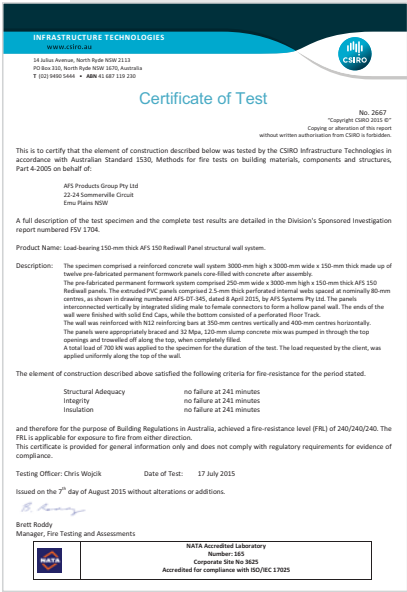 INFRASTRUCTURE TECHNOLOGIES
www.csiro.au
14 Julius Avenue, North Ryde NSW 2113
PO Box 310, North Ryde NSW 1670, Australia
T (02) 9490 5444 • ABN 41 687 119 230
CSIRO
Certificate of Test
No. 2667
"Copyright CSIRO 2015 ©"
Copying or alteration of this report
without written authorisation from CSIRO is forbidden.
This is to certify that the element of construction described below was tested by the CSIRO Infrastructure Technologies in
accordance with Australian Standard 1530, Methods for fire tests on building materials, components and structures,
Part 4-2005 on behalf of:
AFS Products Group Pty Ltd
22-24 Sommerville Circuit
Emu Plains NSW
A full description of the test specimen and the complete test results are detailed in the Division's Sponsored Investigation
report numbered FSV 1704.
Product Name: Load-bearing 150-mm thick AFS 150 Rediwall Panel structural wall system.
Description: The specimen comprised a reinforced concrete wall system 3000-mm high x 3000-mm wide x 150-mm thick made up of
twelve pre-fabricated permanent formwork panels core-filled with concrete after assembly.
The pre-fabricated permanent formwork system comprised 250-mm wide x 3000-mm high x 150-mm thick AFS 150
Rediwall panels. The extruded PVC panels comprised 2.5-mm thick perforated internal webs spaced at nominally 80-mm
centres, as shown in drawing numbered AFS-DT-345, dated 8 April 2015, by AFS Systems Pty Ltd. The panels
interconnected vertically by integrated sliding male to female connection to form a hollow panel. The ends of the
wall were finished with solid End Caps, while the bottom consisted of a perforated Floor Track.
The wall was reinforced with N12 reinforcing bars at 350-mm centres vertically and 400-mm centres horizontally.
The panels were appropriately braced and 32 Mpa, 120-mm slump concrete mix was pumped in through the top
openings and trowelled off along the top, when completely filled.
A total load of 700 kN was applied to the specimen for the duration of the test. The load requested by the client, was
applied uniformly along the top of the wall.
The element of construction described above satisfied the following criteria for fire-resistance for the period stated.
Structural Adequacy no failure at 241 minutes
Integrity no failure at 241 minutes
Insulation no failure at 241 minutes
and therefore for the purpose of Building Regulations in Australia, achieved a fire-resistance level (FRL) of 240/240/240. The
FRL is applicable for exposure to fire from either direction.
This certificate is provided for general information only and does not comply with regulatory requirements for evidence of
compliance.
Testing Officer: Chris Wojcik Date of Test: 17 July 2015
Issued on the 7th day of August 2015 without alterations or additions.
B. Roddy
Brett Roddy
Manager, Fire Testing and Assessments
NATA
NATA Accredited Laboratory
Number: 165
Corporate Site No 3625
Accredited for compliance with ISO/IEC 17025